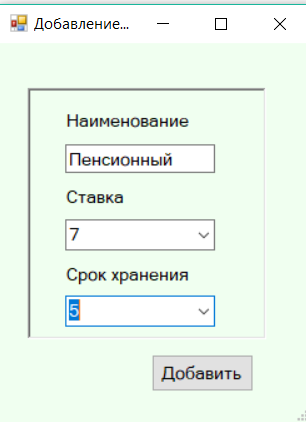 Добавление...
Наименование
Пенсионный
Ставка
7
Срок хранения
5
Добавить